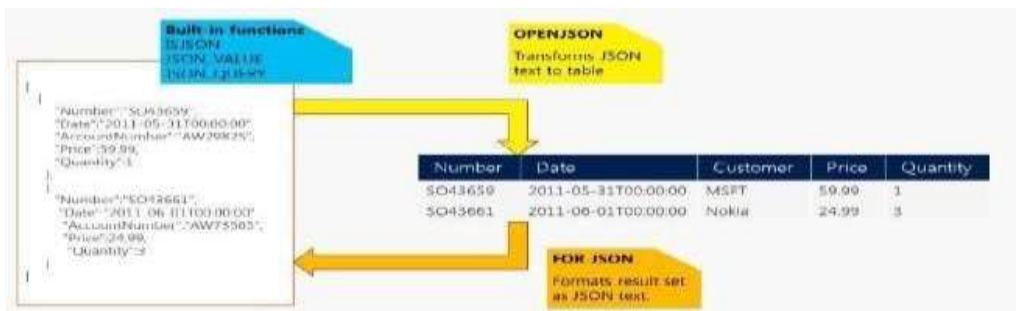 Built-in functions
ISJSON
JSON_VALUE
JSON_QUERY
OPENJSON
Transforms JSON
text to table
[
{
"Number":"SO43659",
"Date":"2011-05-31T00:00:00"
"AccountNumber":"AW29825",
"Price":59.99,
"Quantity":1
},
{
"Number":"SO43661",
"Date":"2011-06-01T00:00:00"
"AccountNumber":"AW73565",
"Price":24.99,
"Quantity":3
}
]
Number Date Customer Price Quantity
SO43659 2011-05-31T00:00:00 MSFT 59.99 1
SO43661 2011-06-01T00:00:00 Nokia 24.99 3
FOR JSON
Formats result set
as JSON text.